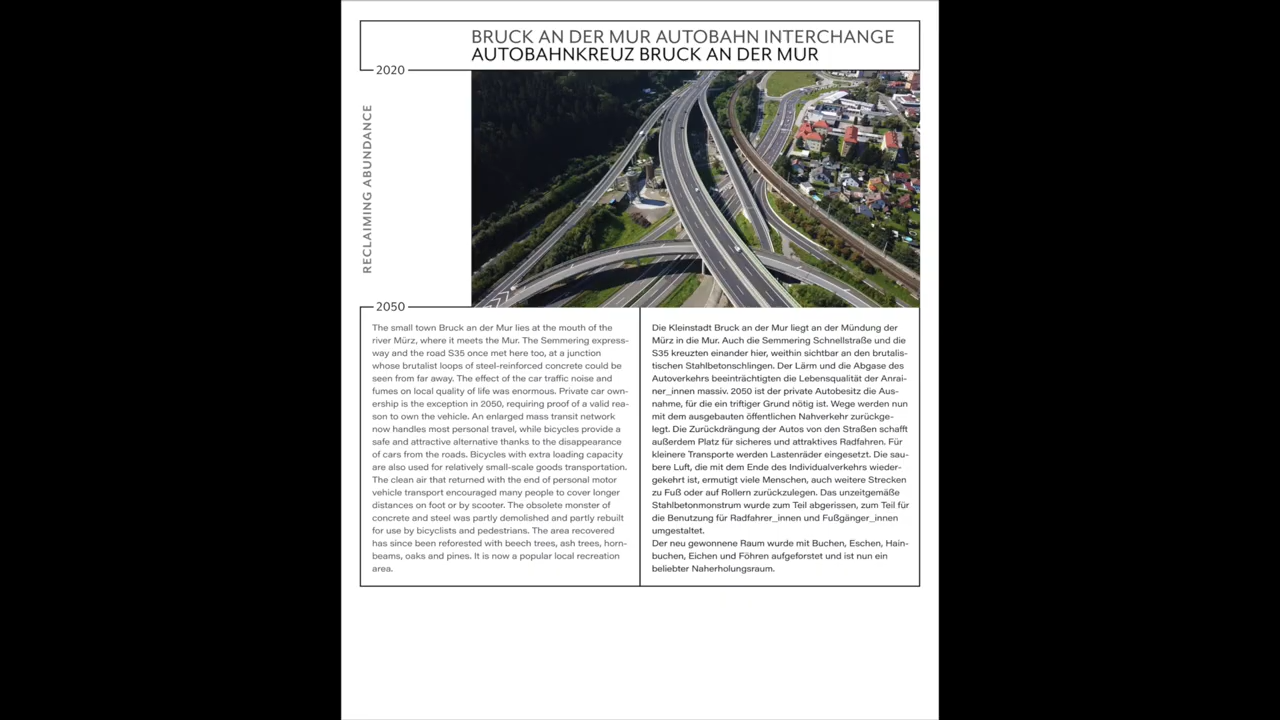 BRUCK AN DER MUR AUTOBAHN INTERCHANGE
AUTOBAHNKREUZ BRUCK AN DER MUR
2020
RECLAIMING ABUNDANCE
2050
The small town Bruck an der Mur lies at the mouth of the
river Mürz, where it meets the Mur. The Semmering express-
way and the road S35 once met here too, at a junction
whose brutalist loops of steel-reinforced concrete could be
seen from far away. The effect of the car traffic noise and
fumes on local quality of life was enormous. Private car own-
ership is the exception in 2050, requiring proof of a valid rea-
son to own the vehicle. An enlarged mass transit network
now handles most personal travel, while bicycles provide a
safe and attractive alternative thanks to the disappearance
of cars from the roads. Bicycles with extra loading capacity
are also used for relatively small-scale goods transportation.
The clean air that returned with the end of personal motor
vehicle transport encouraged many people to cover longer
distances on foot or by scooter. The obsolete monster of
concrete and steel was partly demolished and partly rebuilt
for use by bicyclists and pedestrians. The area recovered
has since been reforested with beech trees, ash trees, horn-
beams, oaks and pines. It is now a popular local recreation
area.
Die Kleinstadt Bruck an der Mur liegt an der Mündung der
Mürz in die Mur. Auch die Semmering Schnellstraße und die
S35 kreuzten einander hier, weithin sichtbar an den brutalis-
tischen Stahlbetonschlingen. Der Lärm und die Abgase des
Autoverkehrs beeinträchtigten die Lebensqualität der Anrai-
ner_innen massiv. 2050 ist der private Autobesitz die Aus-
nahme, für die ein triftiger Grund nötig ist. Wege werden nun
mit dem ausgebauten öffentlichen Nahverkehr zurückge-
legt. Die Zurückdrängung der Autos von den Straßen schafft
außerdem Platz für sicheres und attraktives Radfahren. Für
kleinere Transporte werden Lastenräder eingesetzt. Die sau-
bere Luft, die mit dem Ende des Individualverkehrs wieder-
gekehrt ist, ermutigt viele Menschen, auch weitere Strecken
zu Fuß oder auf Rollern zurückzulegen. Das unzeitgemäße
Stahlbetonmonstrum wurde zum Teil abgerissen, zum Teil für
die Benutzung für Radfahrer_innen und Fußgänger_innen
umgestaltet.
Der neu gewonnene Raum wurde mit Buchen, Eschen, Hain-
buchen, Eichen und Föhren aufgeforstet und ist nun ein
beliebter Naherholungsraum.